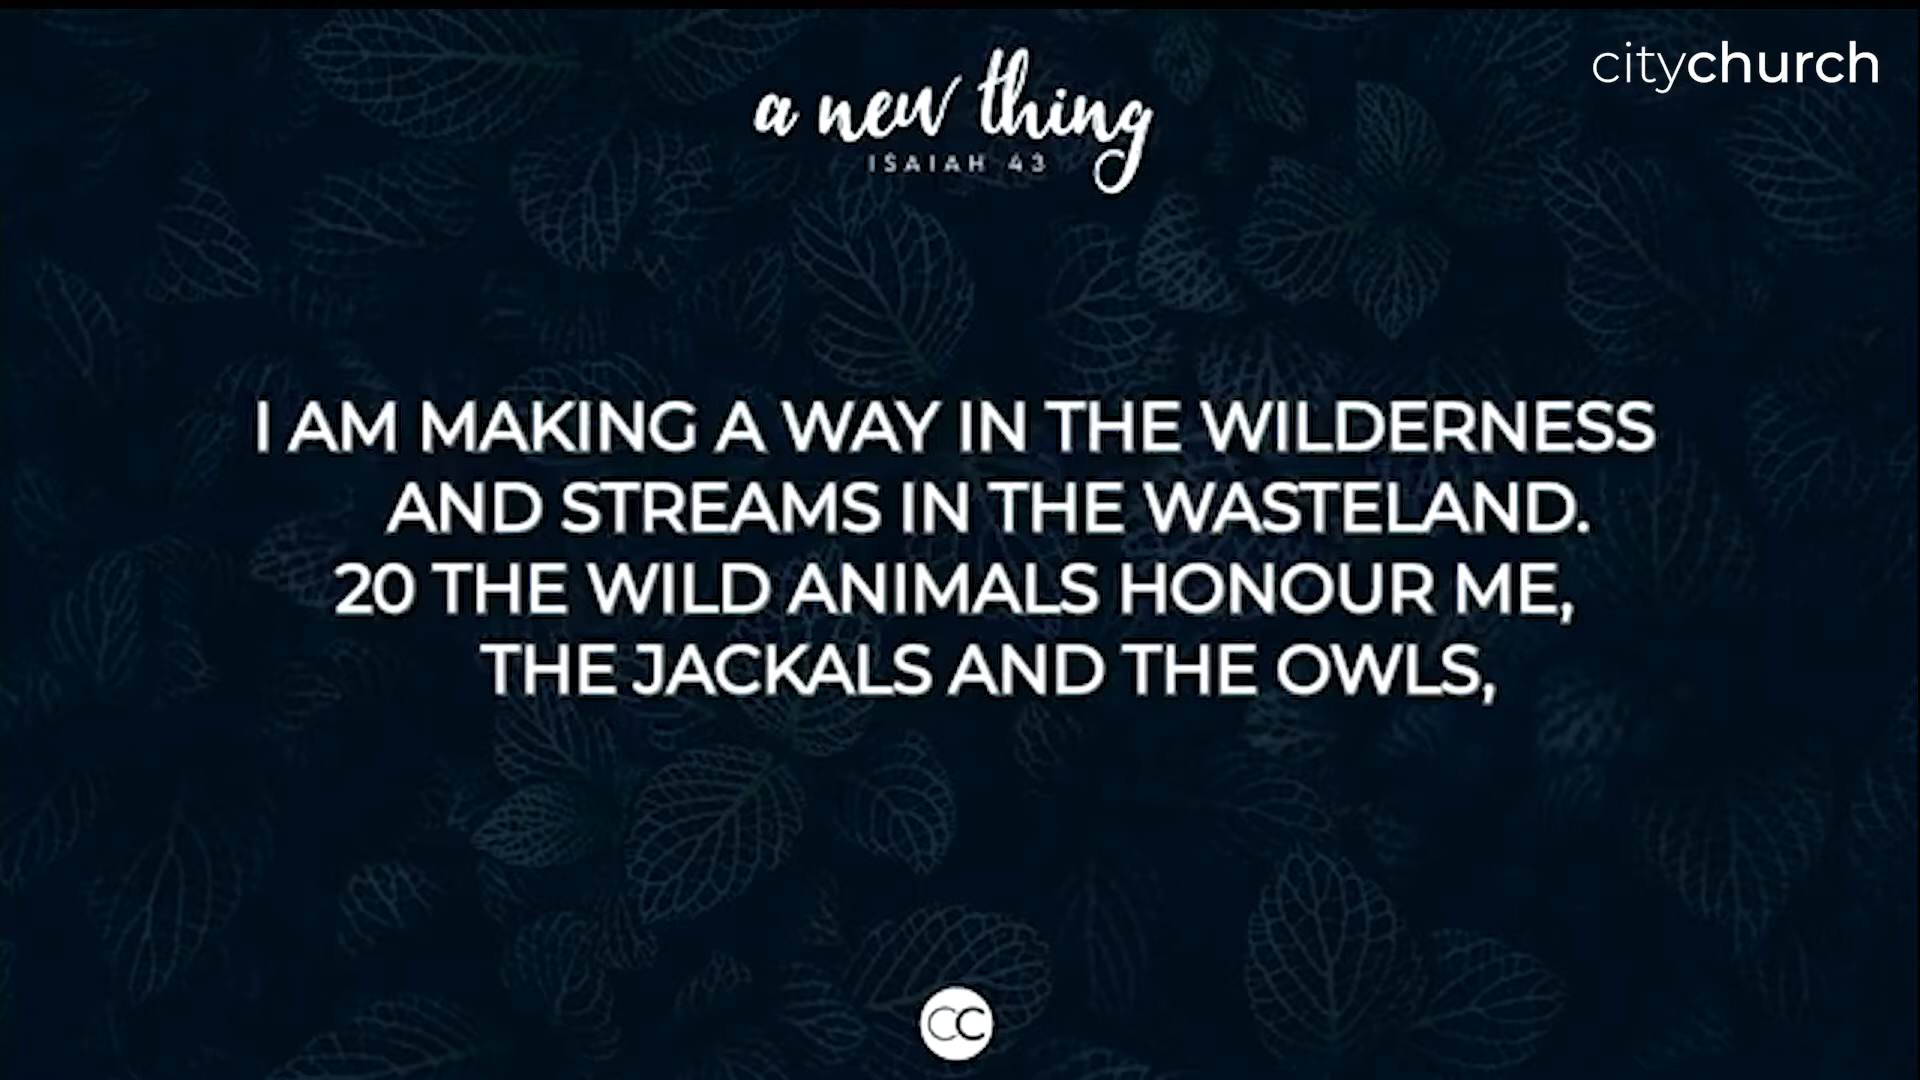 citychurch
a new thing
ISAIAH 43
I AM MAKING A WAY IN THE WILDERNESS
AND STREAMS IN THE WASTELAND.
20 THE WILD ANIMALS HONOUR ME,
THE JACKALS AND THE OWLS,
CC